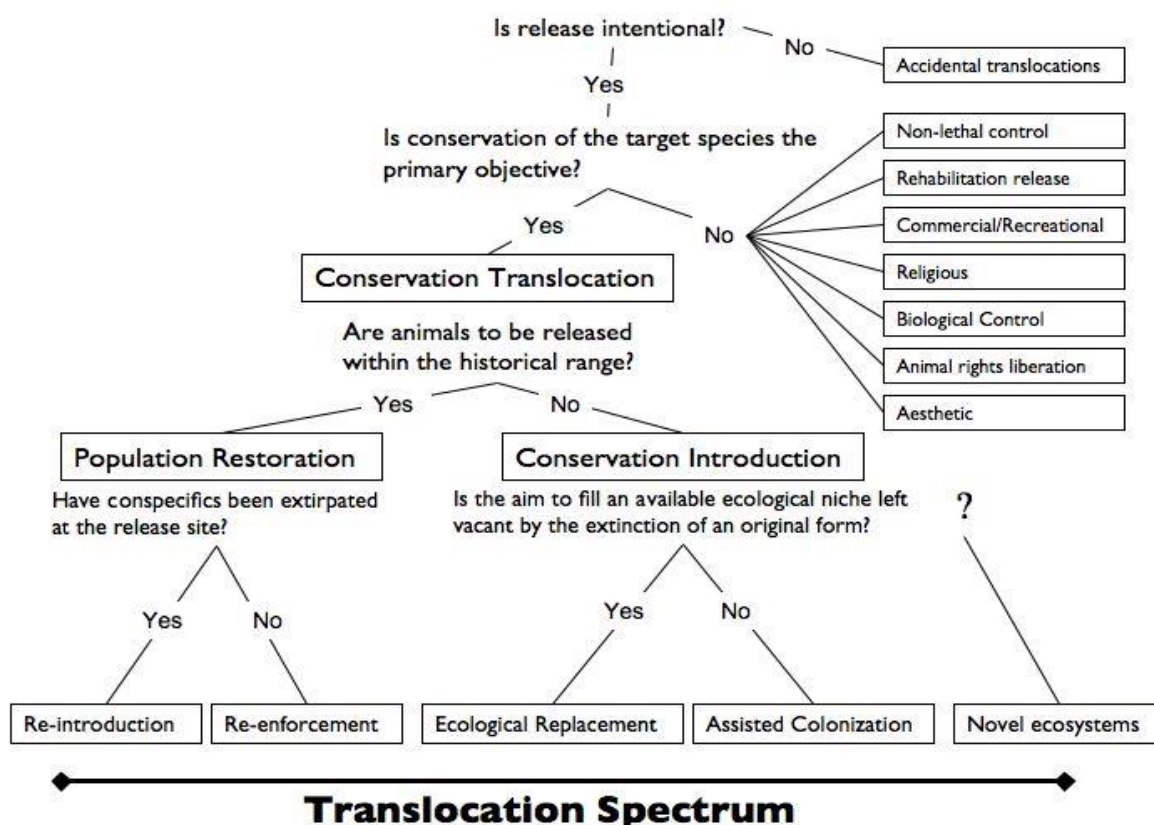 Is release intentional?
No
Accidental translocations
Yes
Is conservation of the target species the
primary objective?
Non-lethal control
Rehabilitation release
Commercial/Recreational
Religious
Biological Control
Animal rights liberation
Aesthetic
Yes
No
Conservation Translocation
Are animals to be released
within the historical range?
Yes
No
Population Restoration
Conservation Introduction
Have conspecifics been extirpated
at the release site?
Is the aim to fill an available ecological niche left
vacant by the extinction of an original form?
?
Yes
No
Yes
No
Re-introduction
Re-enforcement
Ecological Replacement
Assisted Colonization
Novel ecosystems
Translocation Spectrum